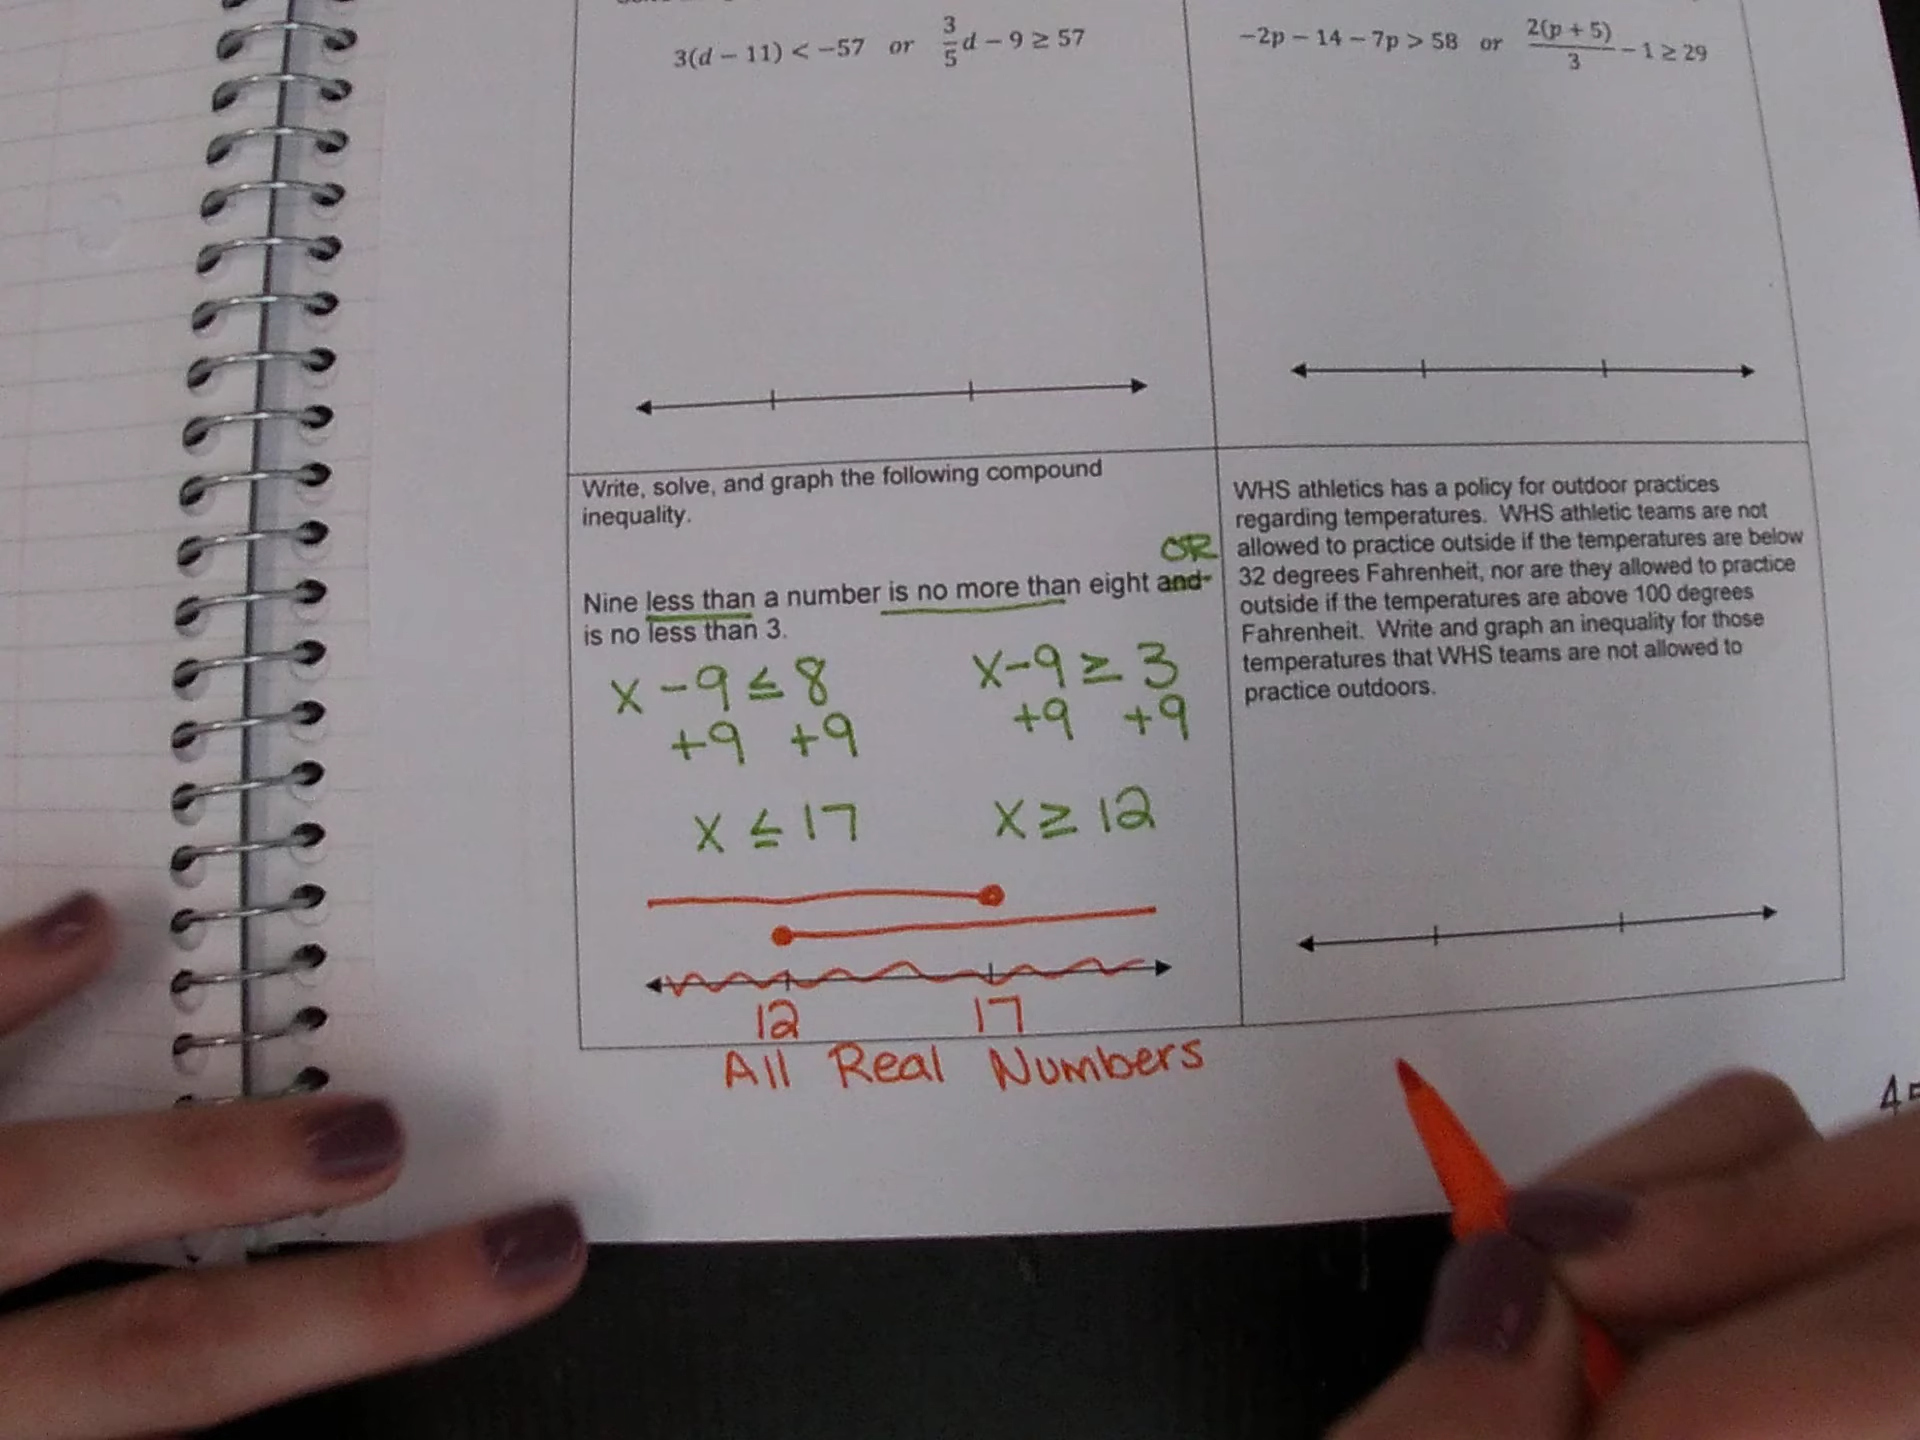 3(d − 11) < −57 or 3/5 d − 9 ≥ 57
−2p − 14 − 7p > 58 or 2(p + 5)/3 − 1 ≥ 29
Write, solve, and graph the following compound
inequality.
OR
Nine less than a number is no more than eight and
is no less than 3.
x − 9 ≤ 8
+9 +9
x ≤ 17
x − 9 ≥ 3
+9 +9
x ≥ 12
12 17
All Real Numbers
WHS athletics has a policy for outdoor practices
regarding temperatures. WHS athletic teams are not
allowed to practice outside if the temperatures are below
32 degrees Fahrenheit, nor are they allowed to practice
outside if the temperatures are above 100 degrees
Fahrenheit. Write and graph an inequality for those
temperatures that WHS teams are not allowed to
practice outdoors.